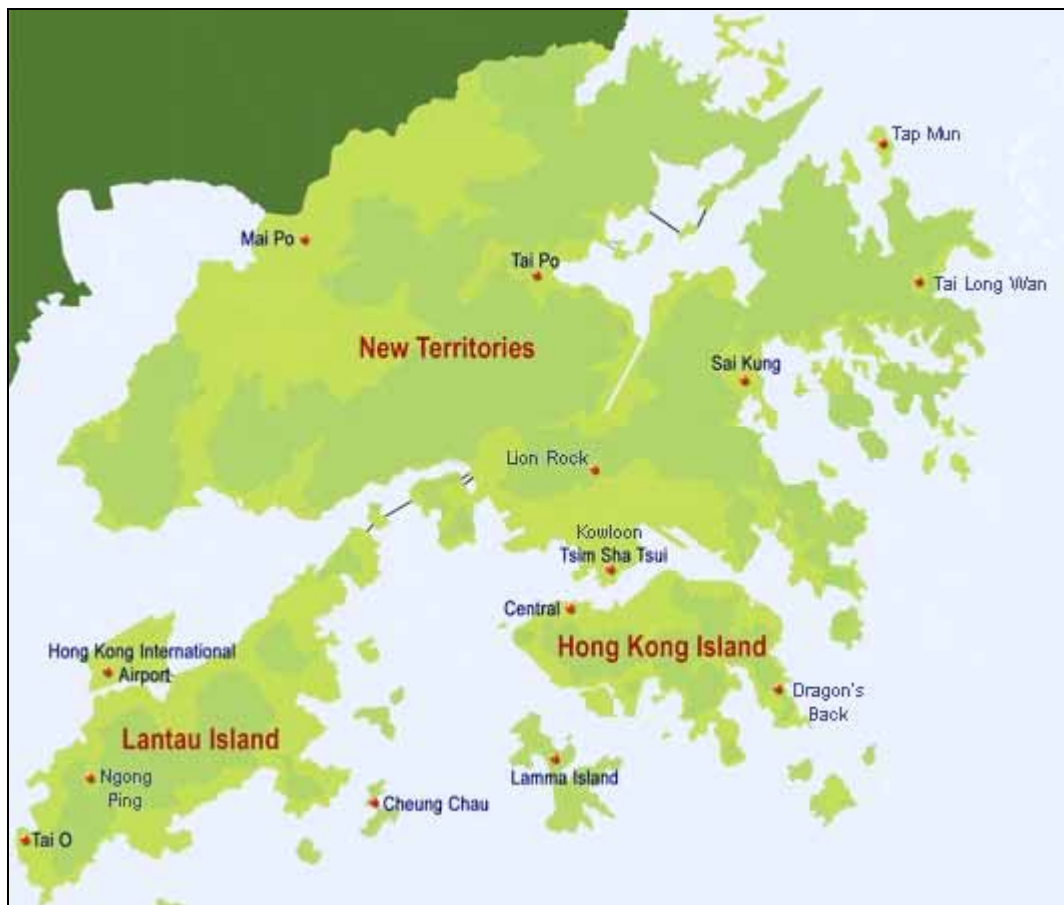 Tap Mun
Mai Po
Tai Po
Tai Long Wan
New Territories
Sai Kung
Lion Rock
Kowloon
Tsim Sha Tsui
Central
Hong Kong Island
Hong Kong International
Airport
Dragon's
Back
Lantau Island
Ngong
Ping
Lamma Island
Cheung Chau
Tai O